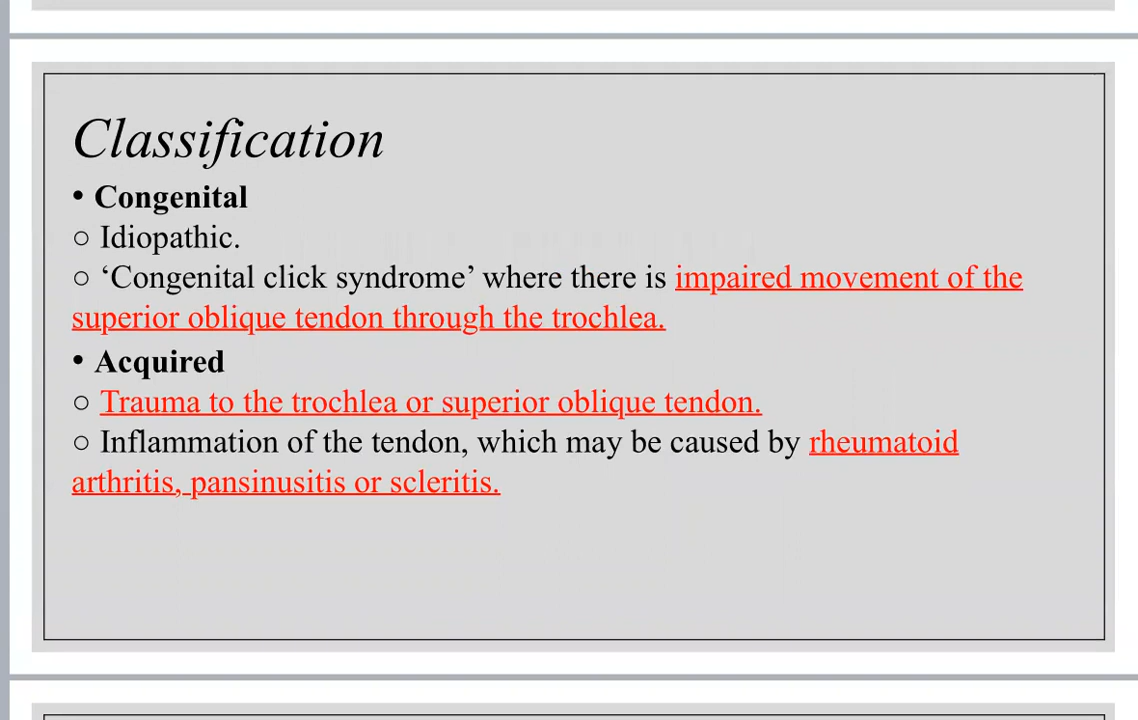 Classification
• Congenital
○ Idiopathic.
○ ‘Congenital click syndrome’ where there is impaired movement of the
superior oblique tendon through the trochlea.
• Acquired
○ Trauma to the trochlea or superior oblique tendon.
○ Inflammation of the tendon, which may be caused by rheumatoid
arthritis, pansinusitis or scleritis.